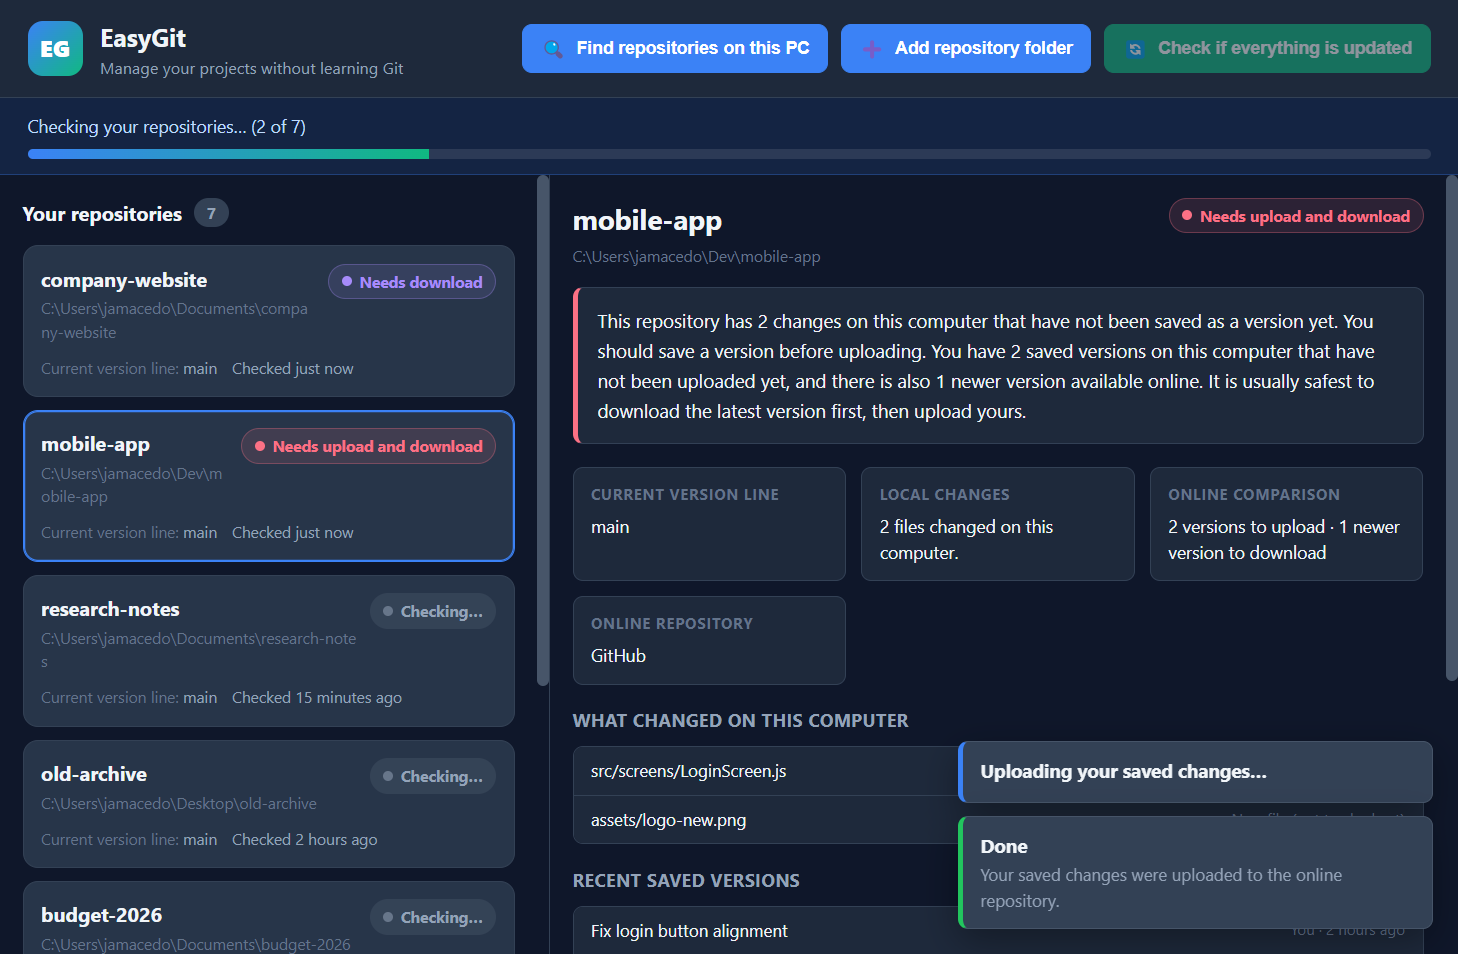 EG
EasyGit
Manage your projects without learning Git
Find repositories on this PC
Add repository folder
Check if everything is updated
Checking your repositories... (2 of 7)
Your repositories 7
company-website
Needs download
C:\Users\jamacedo\Documents\compa
ny-website
Current version line: main Checked just now
mobile-app
Needs upload and download
C:\Users\jamacedo\Dev\m
obile-app
Current version line: main Checked just now
research-notes
Checking...
C:\Users\jamacedo\Documents\research-note
s
Current version line: main Checked 15 minutes ago
old-archive
Checking...
C:\Users\jamacedo\Desktop\old-archive
Current version line: main Checked 2 hours ago
budget-2026
Checking...
C:\Users\jamacedo\Documents\budget-2026
mobile-app
Needs upload and download
C:\Users\jamacedo\Dev\mobile-app
This repository has 2 changes on this computer that have not been saved as a version yet. You
should save a version before uploading. You have 2 saved versions on this computer that have
not been uploaded yet, and there is also 1 newer version available online. It is usually safest to
download the latest version first, then upload yours.
CURRENT VERSION LINE
main
LOCAL CHANGES
2 files changed on this
computer.
ONLINE COMPARISON
2 versions to upload · 1 newer
version to download
ONLINE REPOSITORY
GitHub
WHAT CHANGED ON THIS COMPUTER
src/screens/LoginScreen.js
assets/logo-new.png
RECENT SAVED VERSIONS
Fix login button alignment
You · 2 hours ago
Uploading your saved changes...
Done
Your saved changes were uploaded to the online
repository.